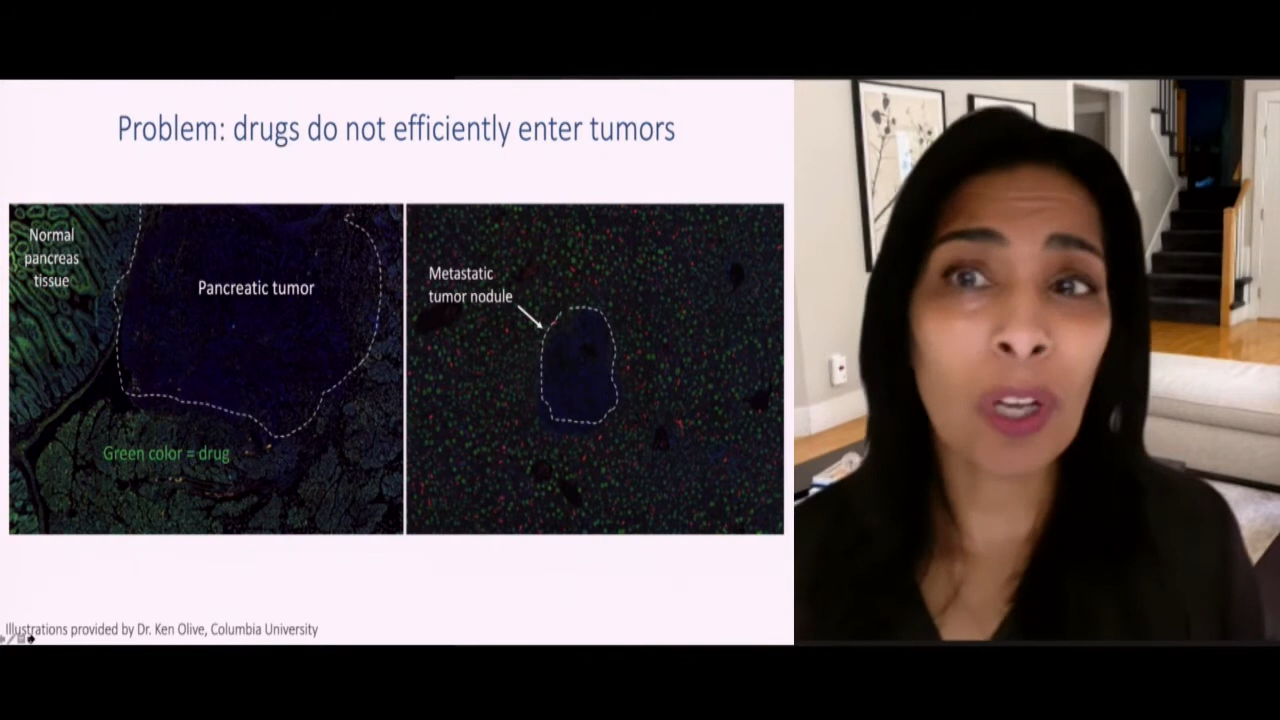 Problem: drugs do not efficiently enter tumors
Normal
pancreas
tissue
Pancreatic tumor
Green color = drug
Metastatic
tumor nodule
Illustrations provided by Dr. Ken Olive, Columbia University